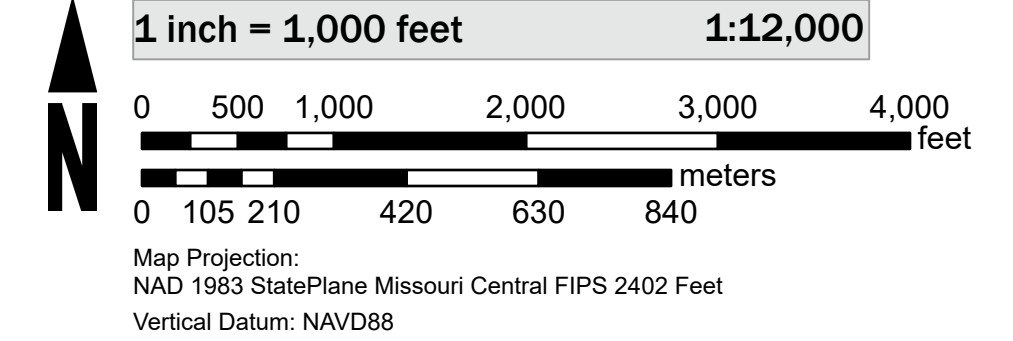 1 inch = 1,000 feet 1:12,000
0 500 1,000 2,000 3,000 4,000
feet
meters
0 105 210 420 630 840
N
Map Projection:
NAD 1983 StatePlane Missouri Central FIPS 2402 Feet
Vertical Datum: NAVD88